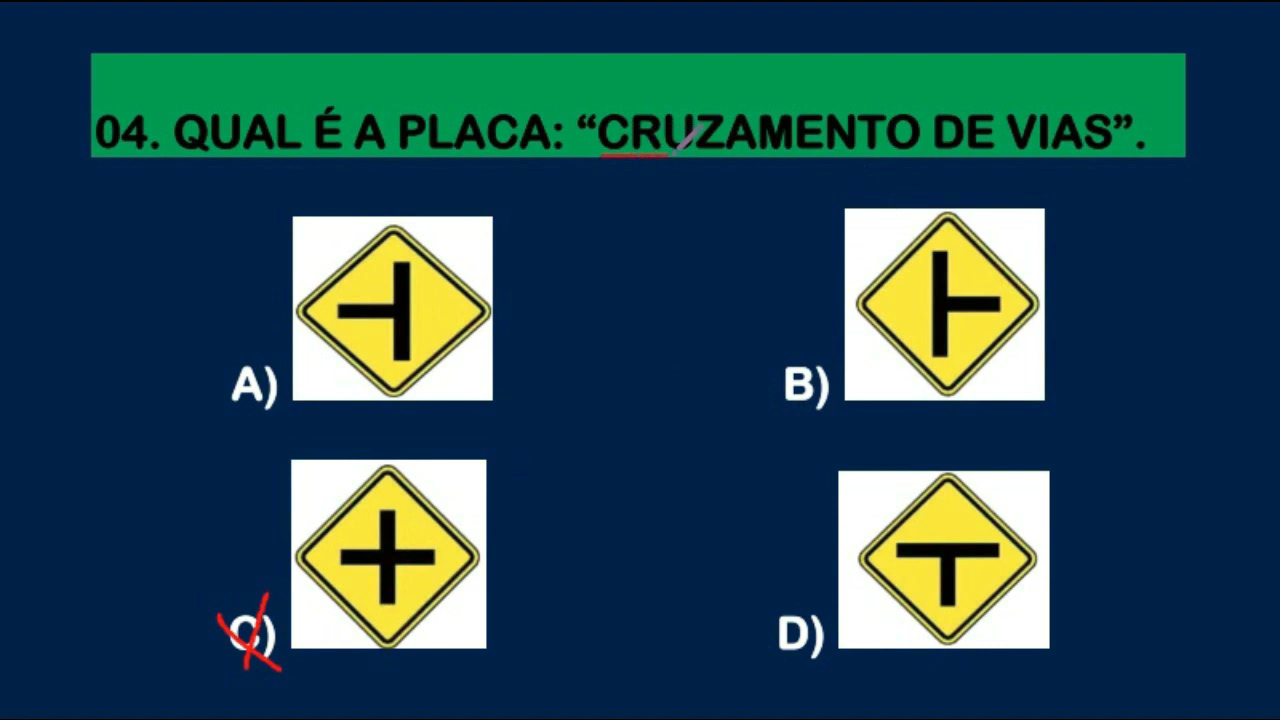 04. QUAL É A PLACA: “CRUZAMENTO DE VIAS”.
A)
B)
C)
D)